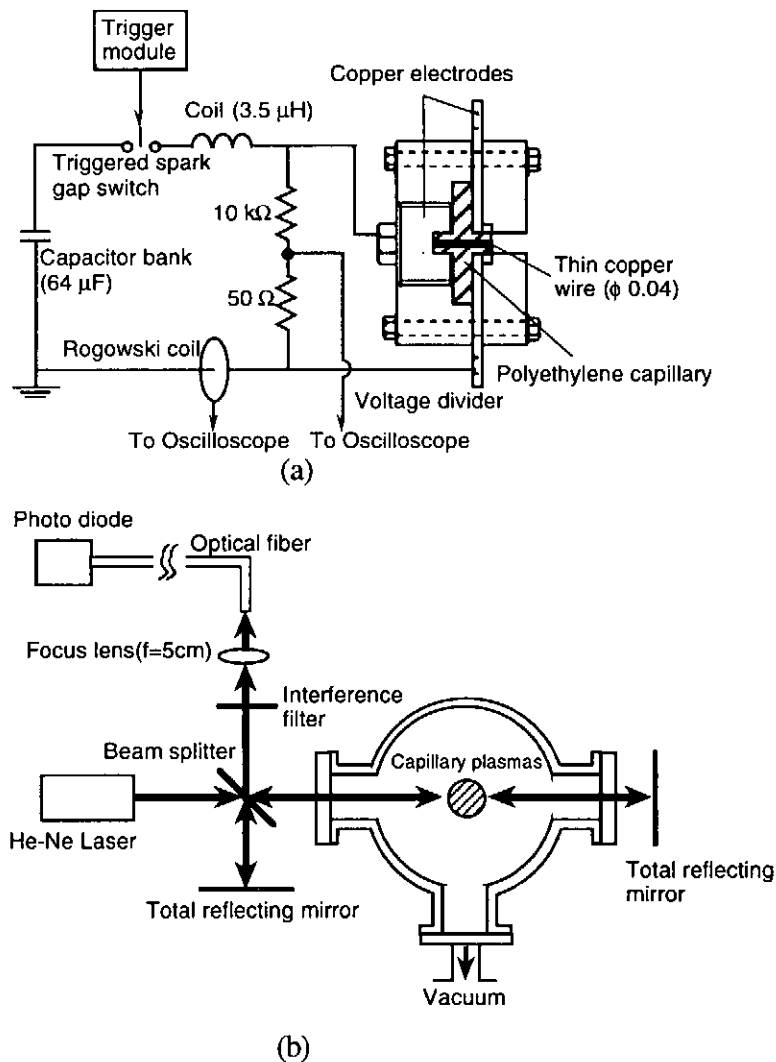 Trigger
module
Copper electrodes
Coil (3.5 μH)
Triggered spark
gap switch
10 kΩ
Capacitor bank
(64 μF)
Thin copper
wire (ϕ 0.04)
50 Ω
Rogowski coil
Polyethylene capillary
Voltage divider
To Oscilloscope
To Oscilloscope
(a)
Photo diode
Optical fiber
Focus lens(f=5cm)
Interference
filter
Beam splitter
Capillary plasmas
He-Ne Laser
Total reflecting mirror
Total reflecting
mirror
Vacuum
(b)